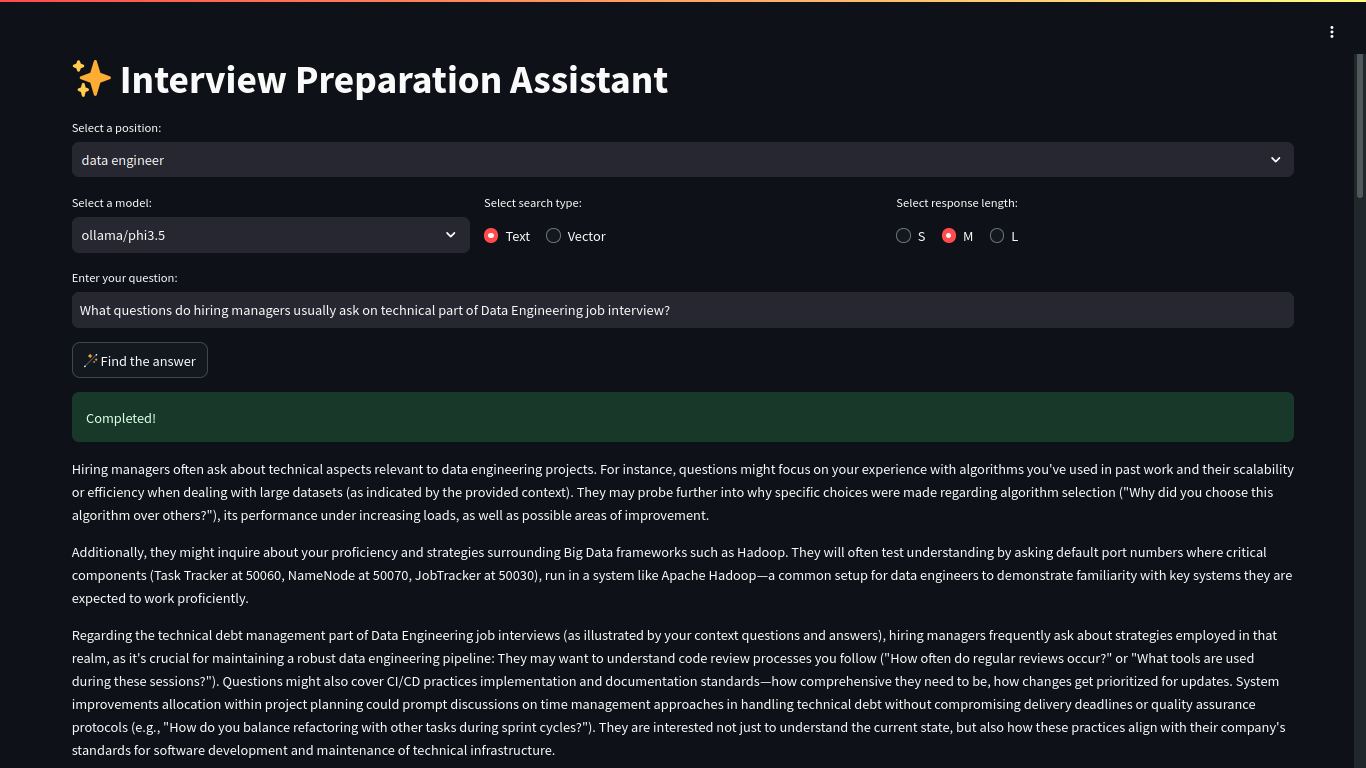 ✨ Interview Preparation Assistant
Select a position:
data engineer
Select a model:
Select search type:
Select response length:
ollama/phi3.5
Text
Vector
S
M
L
Enter your question:
What questions do hiring managers usually ask on technical part of Data Engineering job interview?
🪄Find the answer
Completed!
Hiring managers often ask about technical aspects relevant to data engineering projects. For instance, questions might focus on your experience with algorithms you've used in past work and their scalability
or efficiency when dealing with large datasets (as indicated by the provided context). They may probe further into why specific choices were made regarding algorithm selection ("Why did you choose this
algorithm over others?"), its performance under increasing loads, as well as possible areas of improvement.
Additionally, they might inquire about your proficiency and strategies surrounding Big Data frameworks such as Hadoop. They will often test understanding by asking default port numbers where critical
components (Task Tracker at 50060, NameNode at 50070, JobTracker at 50030), run in a system like Apache Hadoop—a common setup for data engineers to demonstrate familiarity with key systems they are
expected to work proficiently.
Regarding the technical debt management part of Data Engineering job interviews (as illustrated by your context questions and answers), hiring managers frequently ask about strategies employed in that
realm, as it's crucial for maintaining a robust data engineering pipeline: They may want to understand code review processes you follow ("How often do regular reviews occur?" or "What tools are used
during these sessions?"). Questions might also cover CI/CD practices implementation and documentation standards—how comprehensive they need to be, how changes get prioritized for updates. System
improvements allocation within project planning could prompt discussions on time management approaches in handling technical debt without compromising delivery deadlines or quality assurance
protocols (e.g., "How do you balance refactoring with other tasks during sprint cycles?"). They are interested not just to understand the current state, but also how these practices align with their company's
standards for software development and maintenance of technical infrastructure.